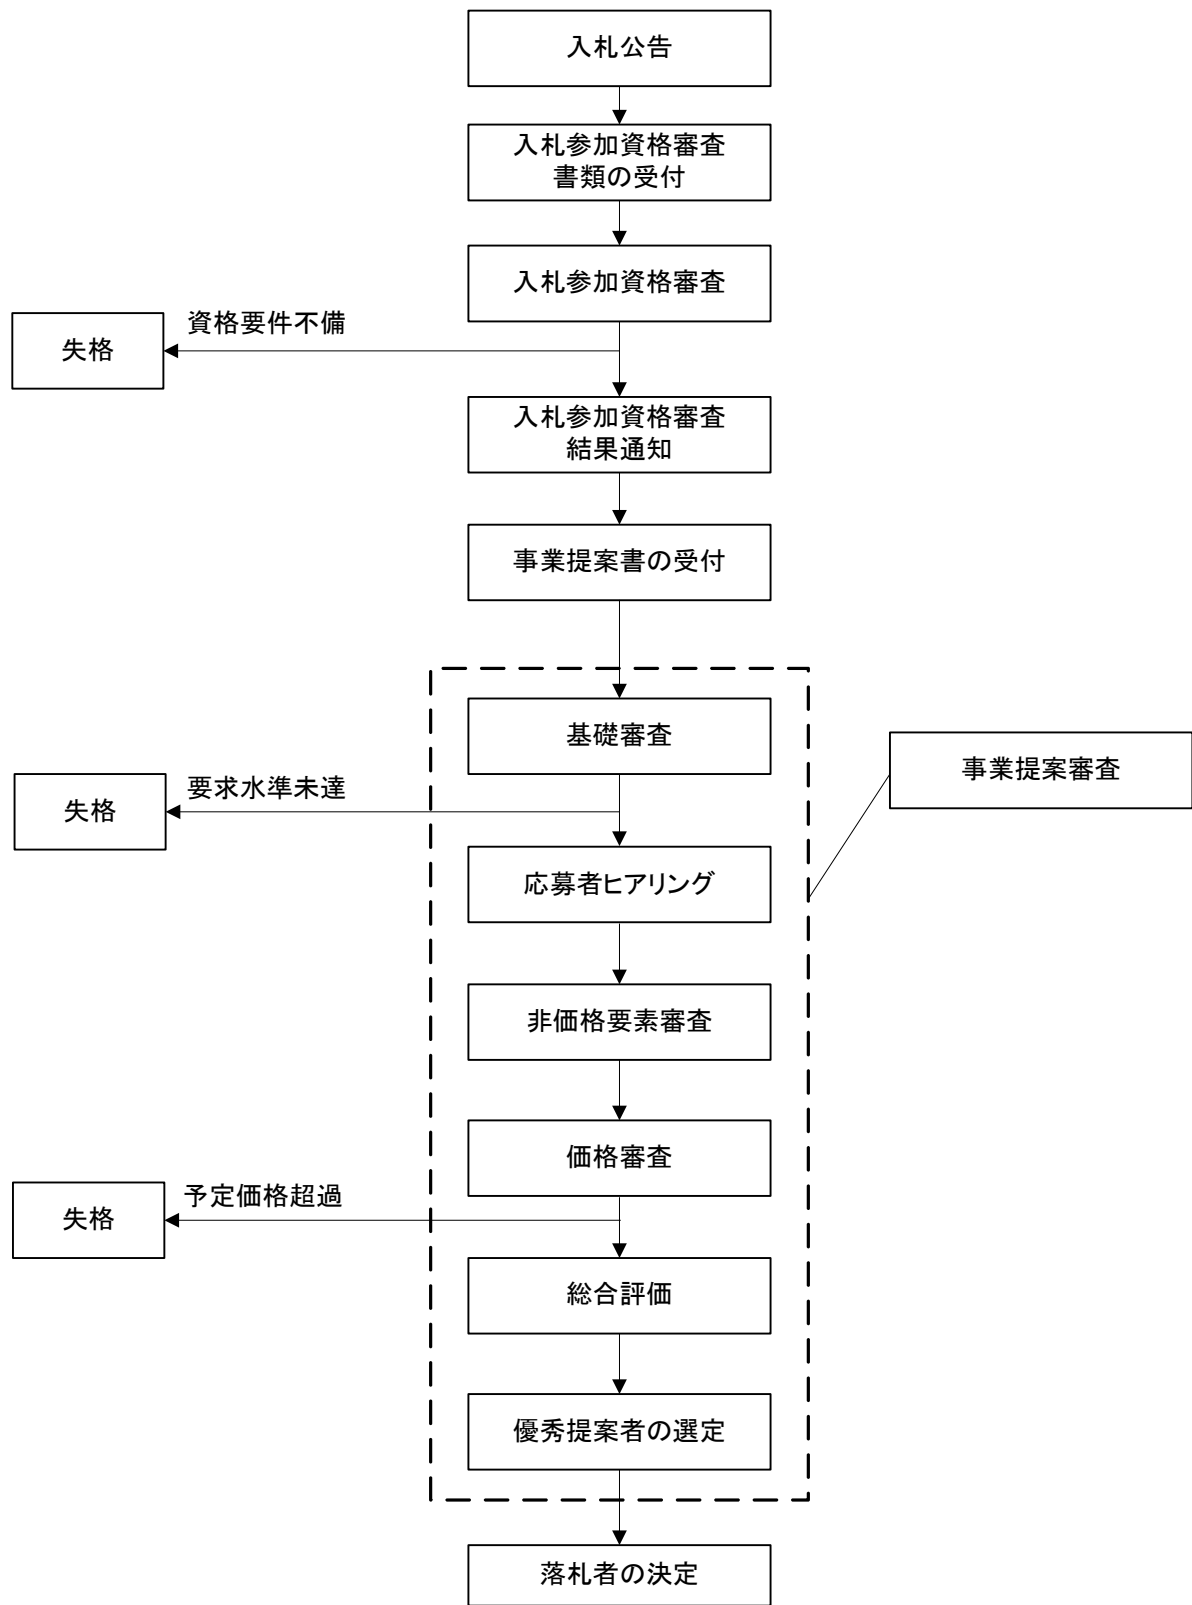 入札公告
入札参加資格審査
書類の受付
入札参加資格審査
資格要件不備
失格
入札参加資格審査
結果通知
事業提案書の受付
基礎審査
事業提案審査
要求水準未達
失格
応募者ヒアリング
非価格要素審査
価格審査
予定価格超過
失格
総合評価
優秀提案者の選定
落札者の決定